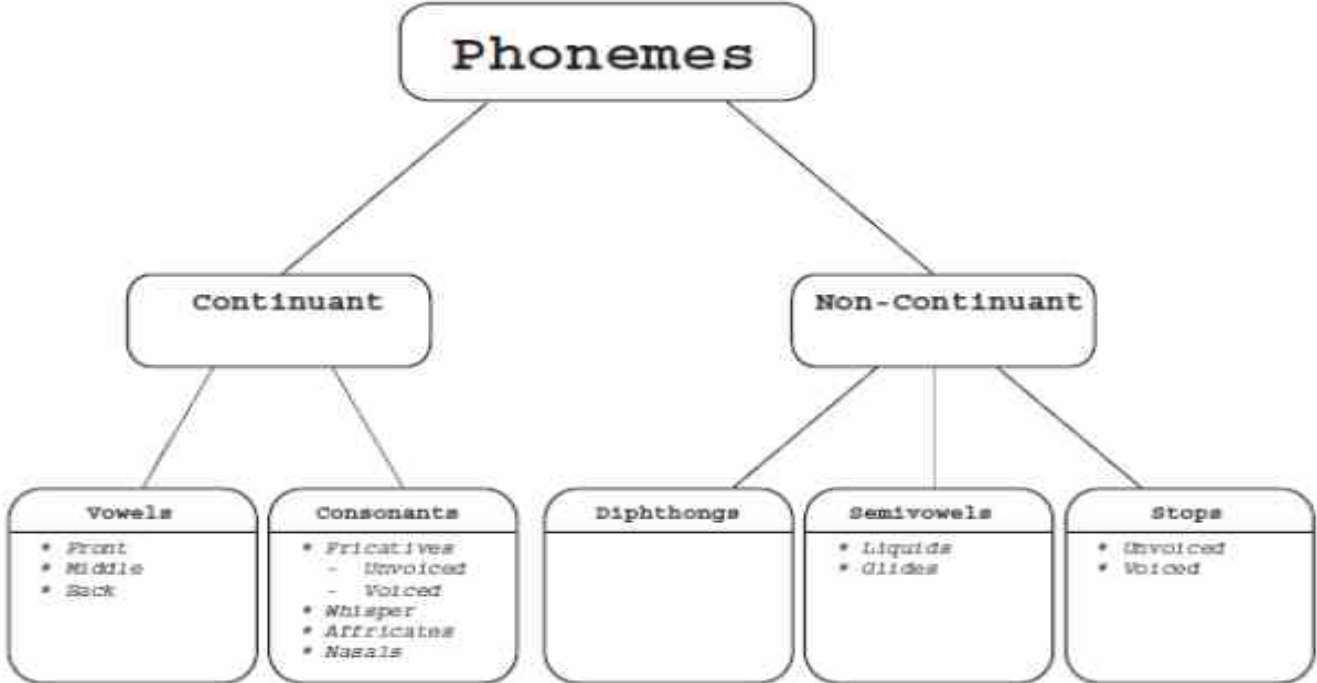 Phonemes
Continuant
Non-Continuant
Vowels
* Front
* Middle
* Back
Consonants
* Fricatives
- Unvoiced
- Voiced
* Whisper
* Affricates
* Nasals
Diphthongs
Semivowels
* Liquids
* Glides
Stops
* Unvoiced
* Voiced